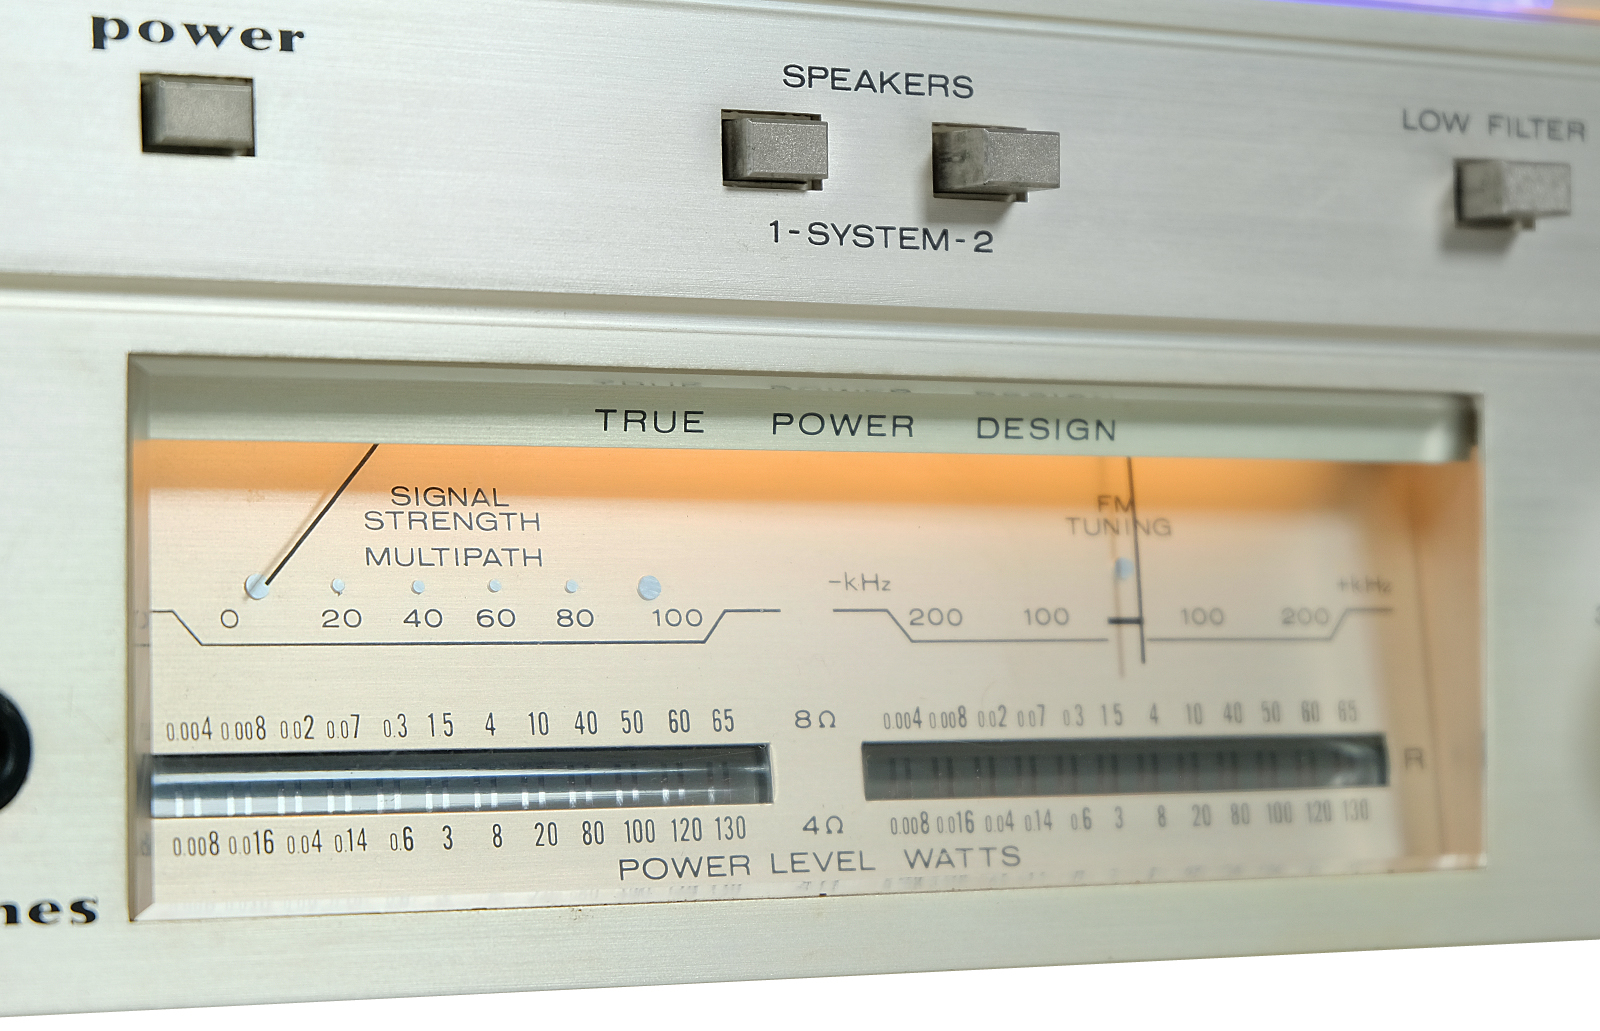 power
SPEAKERS
LOW FILTER
1-SYSTEM-2
TRUE POWER DESIGN
SIGNAL
STRENGTH
MULTIPATH
FM
TUNING
-kHz +kHz
0 20 40 60 80 100
200 100 100 200
0.004 0.008 0.02 0.07 0.3 1.5 4 10 40 50 60 65 8Ω 0.004 0.008 0.02 0.07 0.3 1.5 4 10 40 50 60 65
R
0.008 0.016 0.04 0.14 0.6 3 8 20 80 100 120 130 4Ω 0.008 0.016 0.04 0.14 0.6 3 8 20 80 100 120 130
POWER LEVEL WATTS
nes